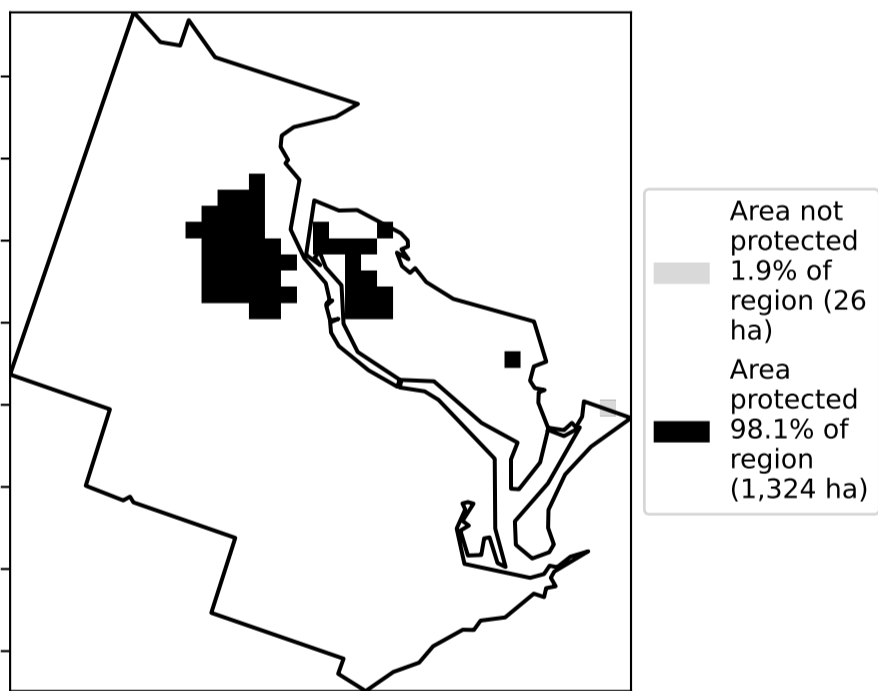 Area not
protected
1.9% of
region (26
ha)
Area
protected
98.1% of
region
(1,324 ha)